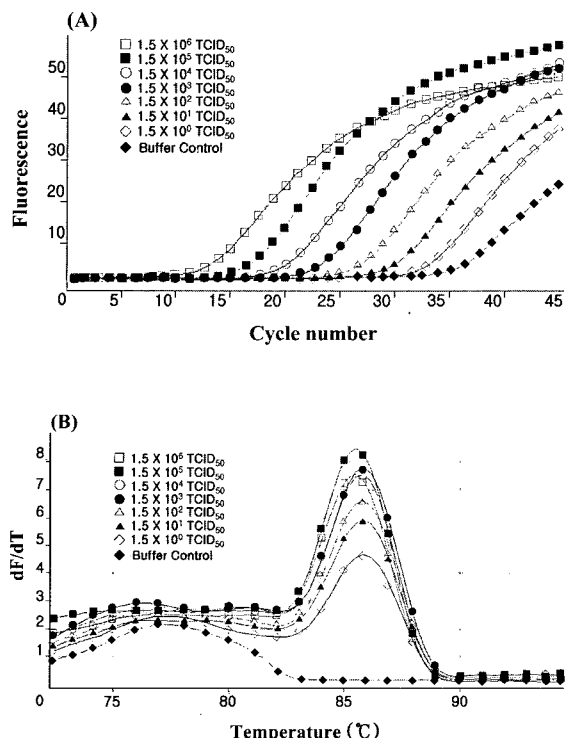 (A)
1.5 X 10⁶ TCID₅₀
1.5 X 10⁵ TCID₅₀
1.5 X 10⁴ TCID₅₀
1.5 X 10³ TCID₅₀
1.5 X 10² TCID₅₀
1.5 X 10¹ TCID₅₀
1.5 X 10⁰ TCID₅₀
Buffer Control
Fluorescence
50
40
30
20
10
0 5 10 15 20 25 30 35 40 45
Cycle number
(B)
1.5 X 10⁶ TCID₅₀
1.5 X 10⁵ TCID₅₀
1.5 X 10⁴ TCID₅₀
1.5 X 10³ TCID₅₀
1.5 X 10² TCID₅₀
1.5 X 10¹ TCID₅₀
1.5 X 10⁰ TCID₅₀
Buffer Control
dF/dT
8
7
6
5
4
3
2
1
0 75 80 85 90
Temperature (℃)